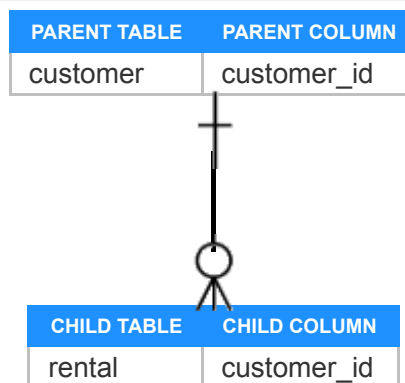 PARENT TABLE PARENT COLUMN
customer customer_id
CHILD TABLE CHILD COLUMN
rental customer_id